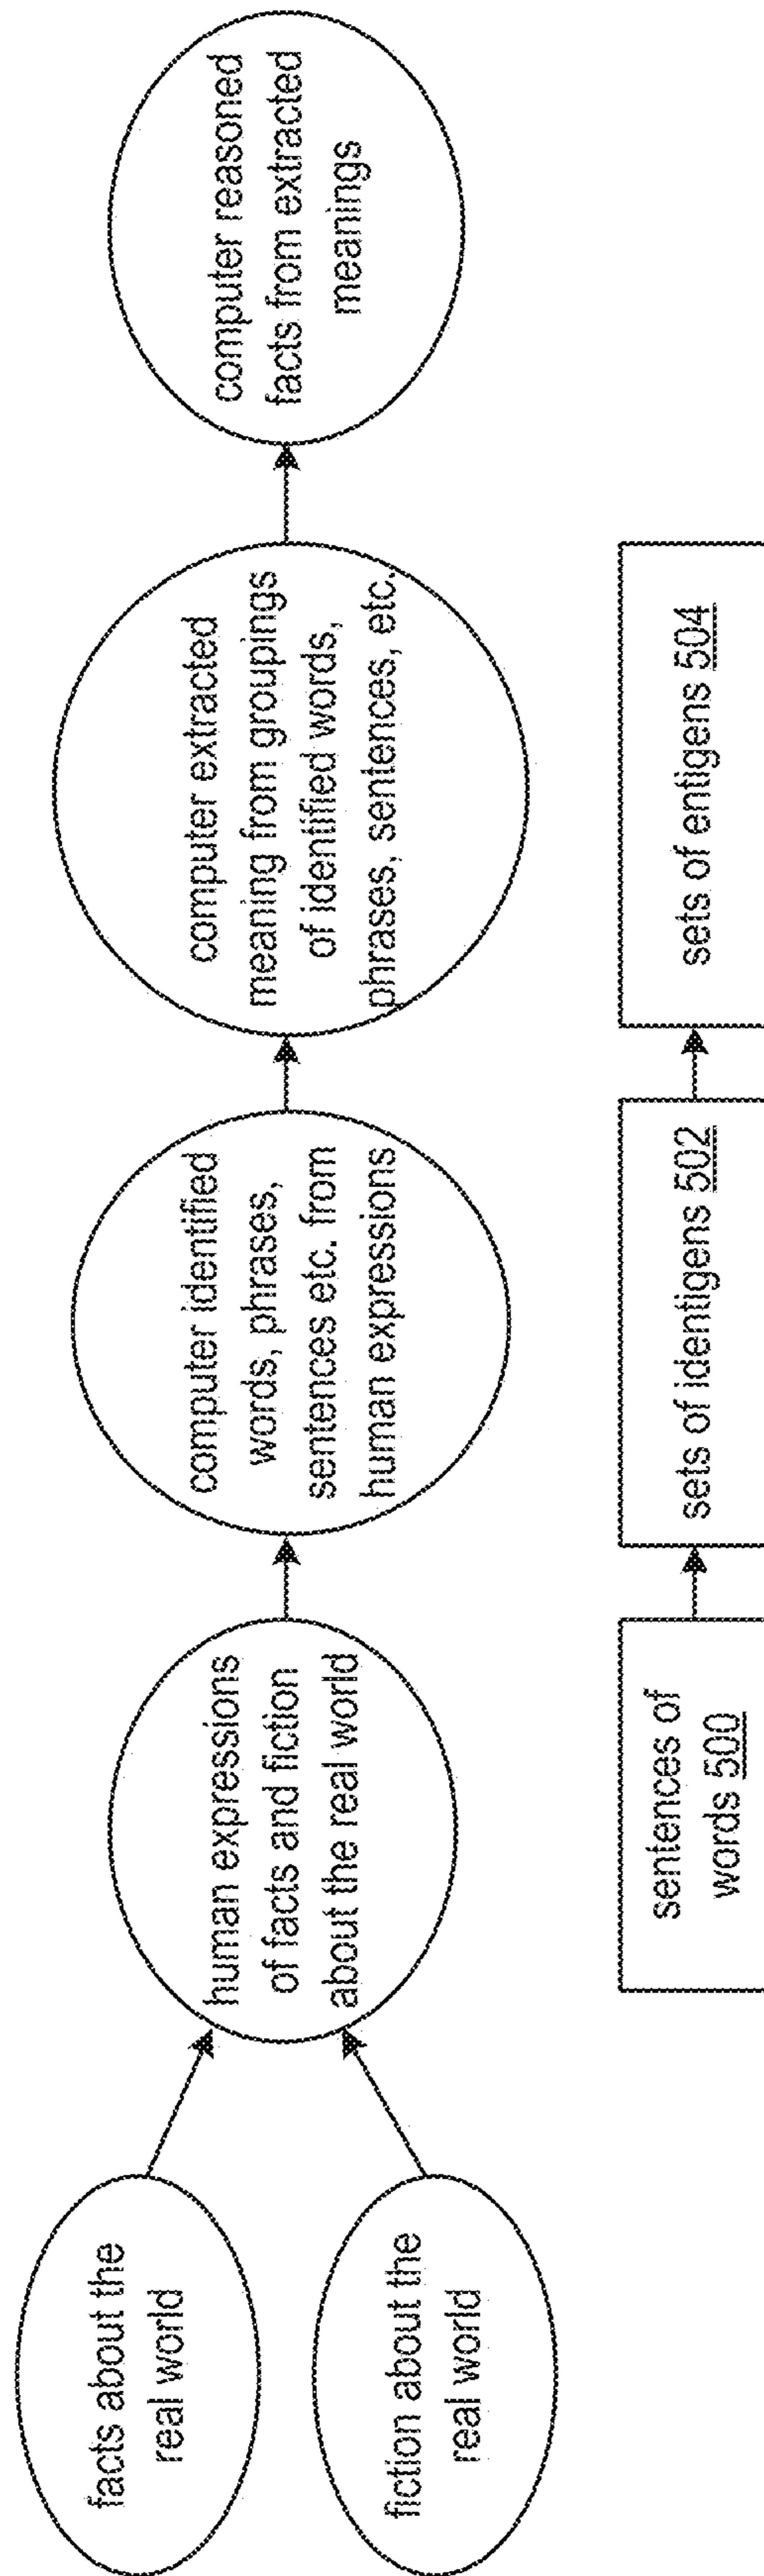 facts about the
real world
fiction about the
real world
human expressions
of facts and fiction
about the real world
computer identified
words, phrases,
sentences etc. from
human expressions
computer extracted
meaning from groupings
of identified words,
phrases, sentences, etc.
computer reasoned
facts from extracted
meanings
sentences of
words 500
sets of identigens 502
sets of entigens 504